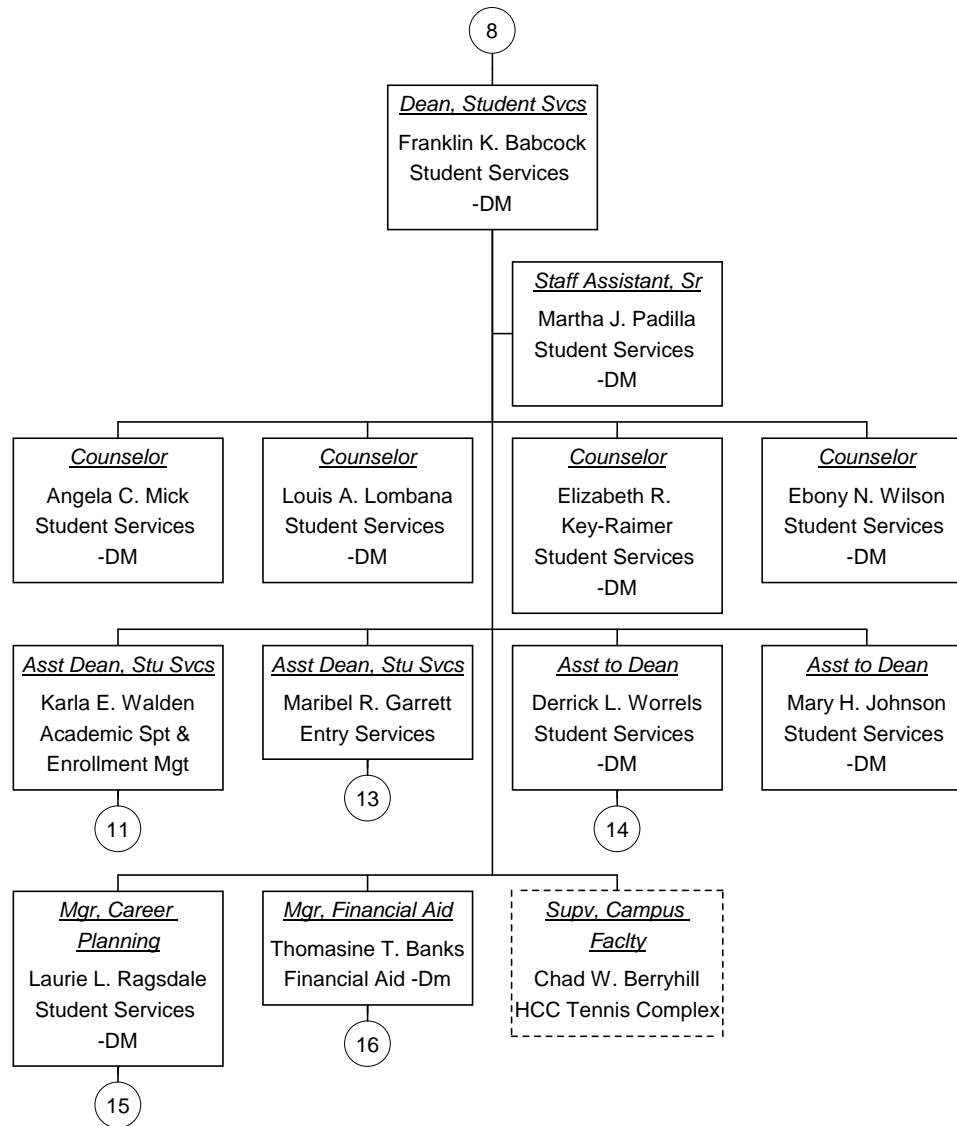 8
Dean, Student Svcs
Franklin K. Babcock
Student Services
-DM
Staff Assistant, Sr
Martha J. Padilla
Student Services
-DM
Counselor
Angela C. Mick
Student Services
-DM
Counselor
Louis A. Lombana
Student Services
-DM
Counselor
Elizabeth R.
Key-Raimer
Student Services
-DM
Counselor
Ebony N. Wilson
Student Services
-DM
Asst Dean, Stu Svcs
Karla E. Walden
Academic Spt &
Enrollment Mgt
11
Asst Dean, Stu Svcs
Maribel R. Garrett
Entry Services
13
Asst to Dean
Derrick L. Worrels
Student Services
-DM
14
Asst to Dean
Mary H. Johnson
Student Services
-DM
Mgr, Career
Planning
Laurie L. Ragsdale
Student Services
-DM
15
Mgr, Financial Aid
Thomasine T. Banks
Financial Aid -Dm
16
Supv, Campus
Faclty
Chad W. Berryhill
HCC Tennis Complex